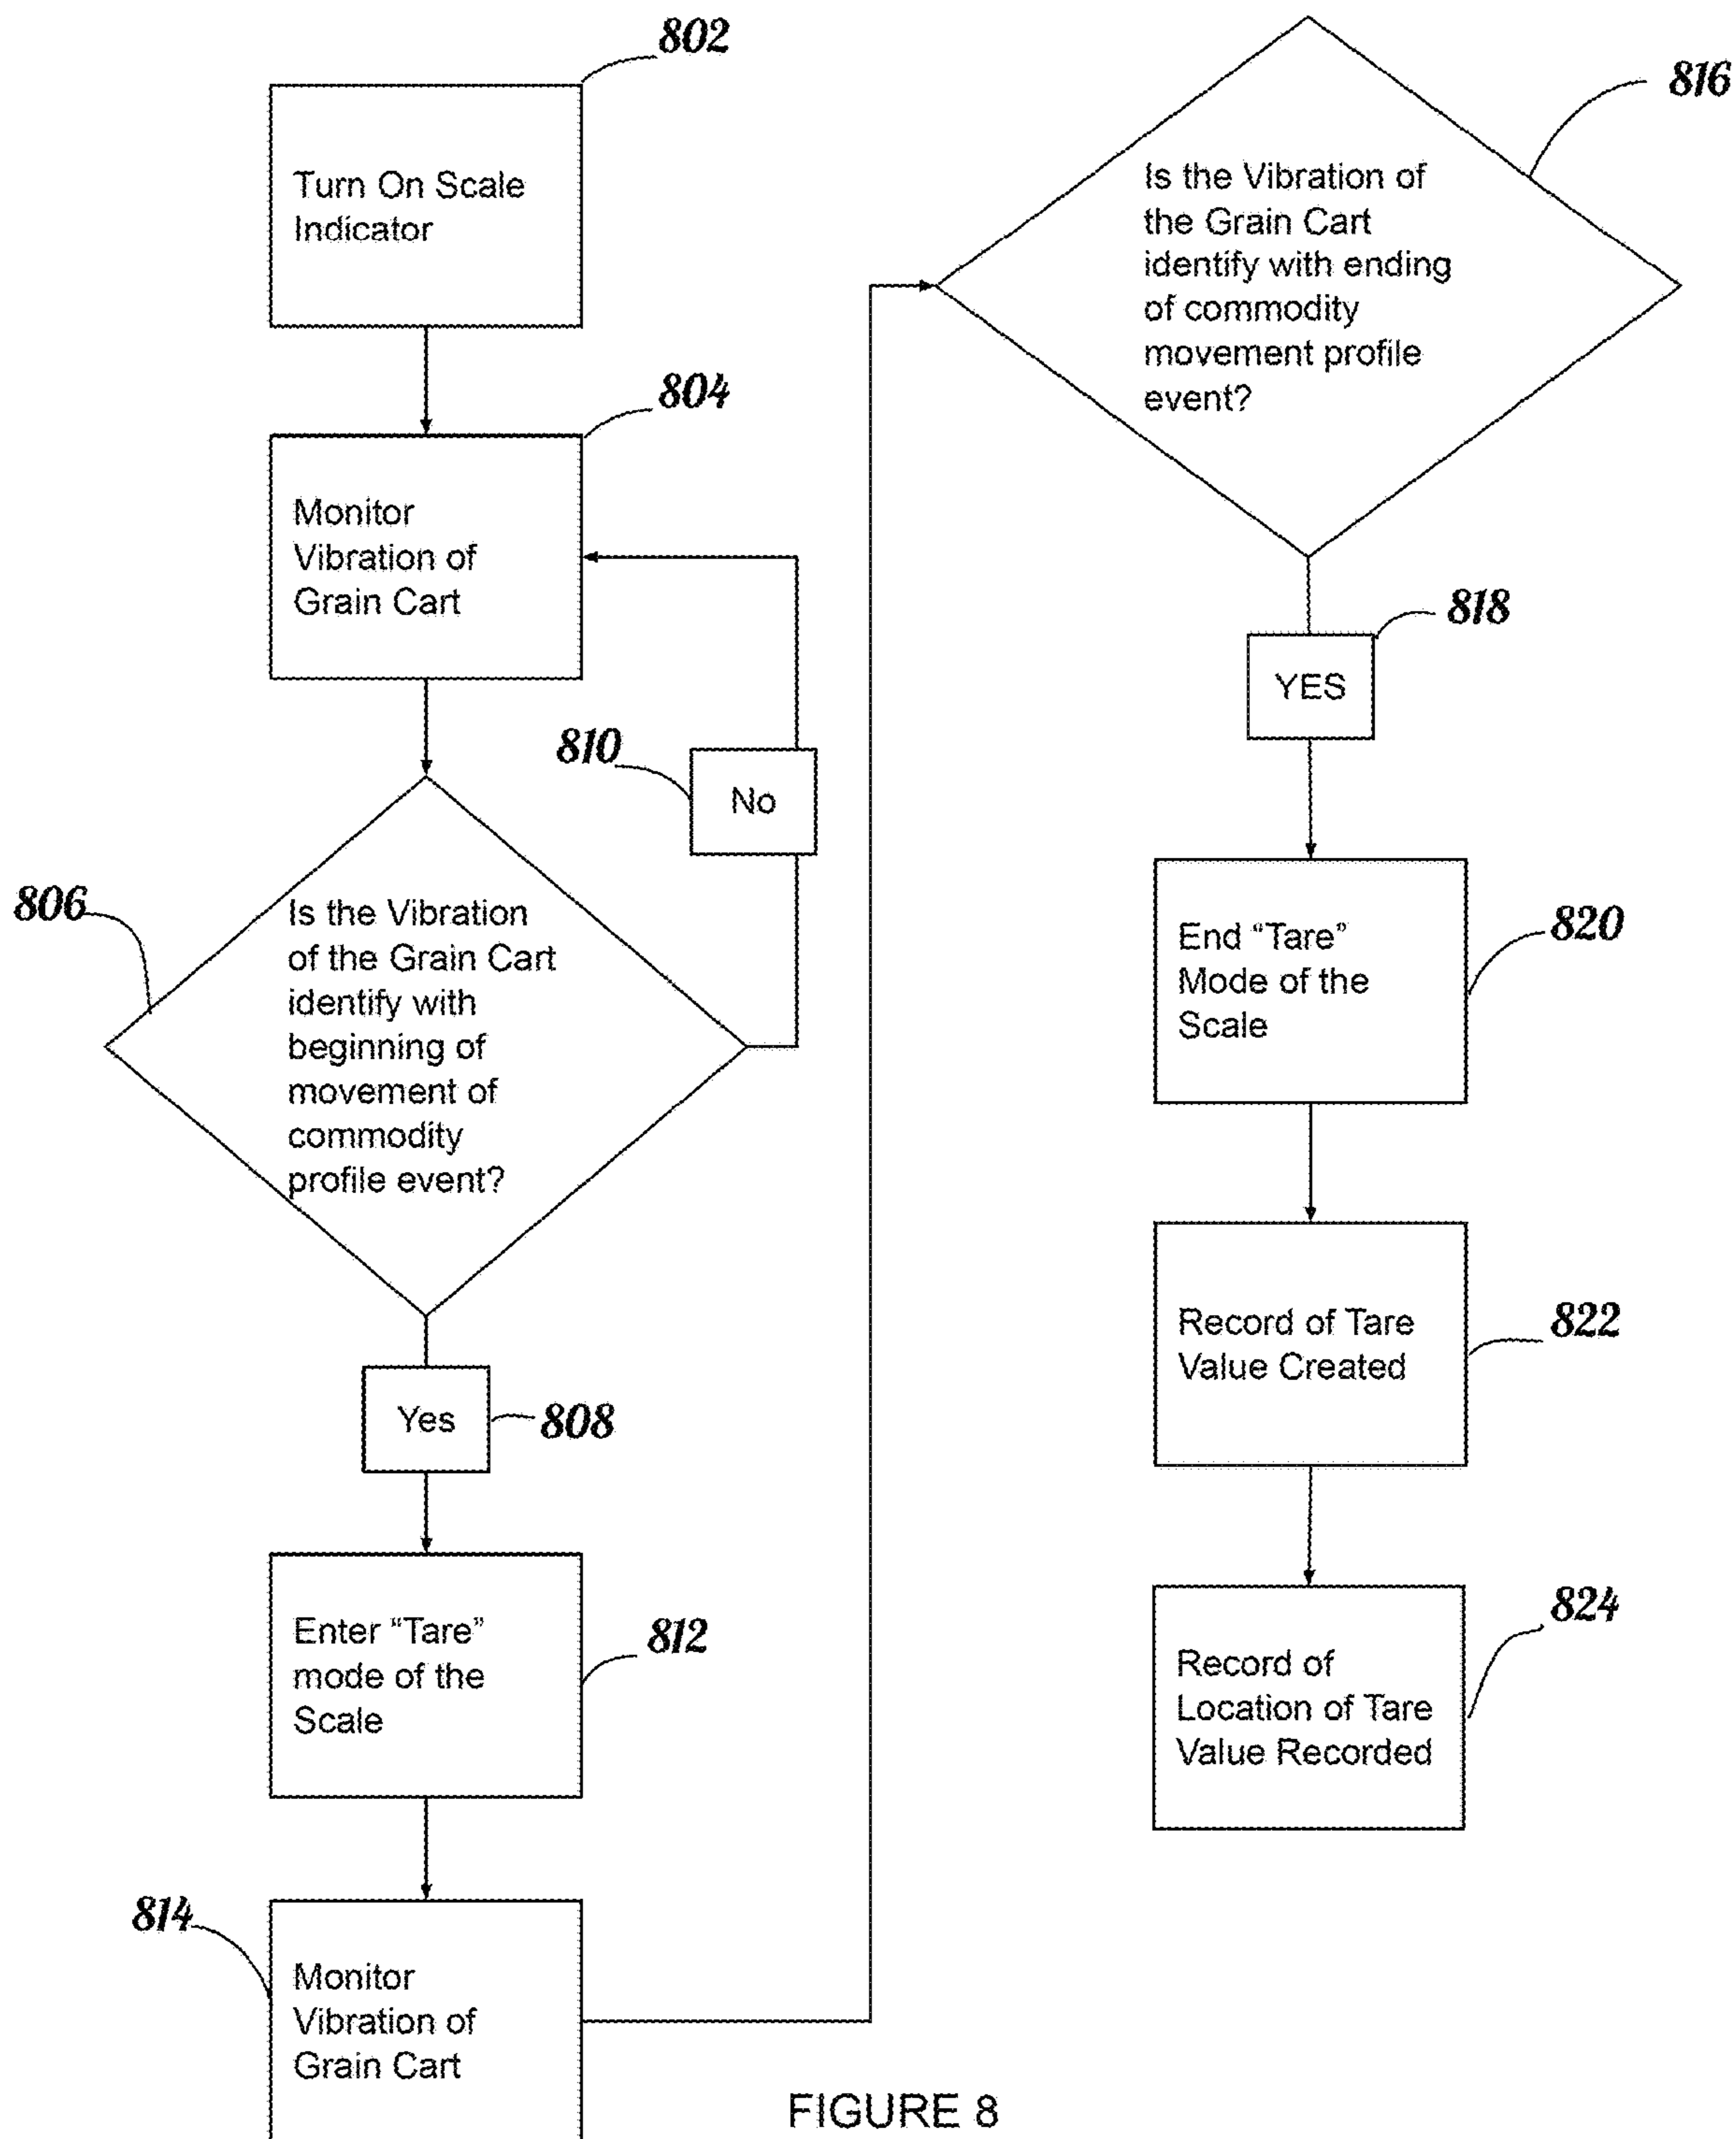 802
Turn On Scale
Indicator
804
Monitor
Vibration of
Grain Cart
810
No
806
Is the Vibration
of the Grain Cart
identify with
beginning of
movement of
commodity
profile event?
Yes
808
Enter “Tare”
mode of the
Scale
812
814
Monitor
Vibration of
Grain Cart
816
Is the Vibration of
the Grain Cart
identify with ending
of commodity
movement profile
event?
818
YES
End “Tare”
Mode of the
Scale
820
Record of Tare
Value Created
822
824
Record of
Location of Tare
Value Recorded
FIGURE 8